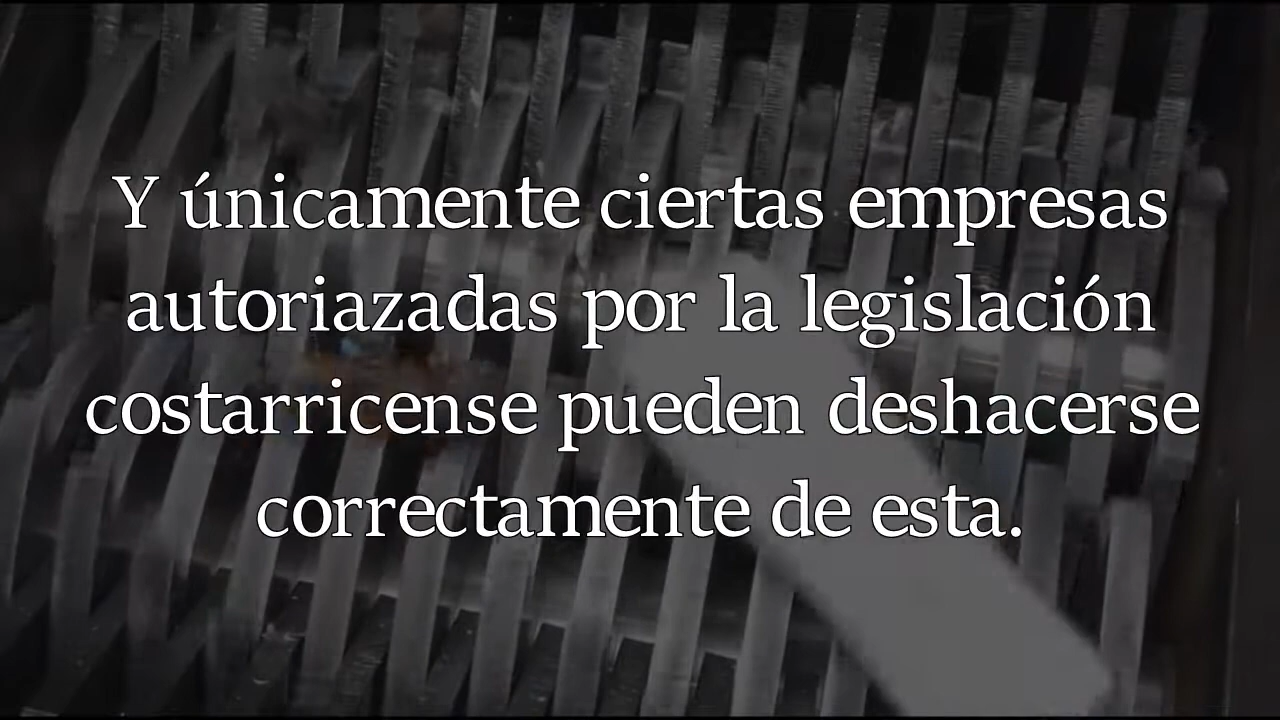 Y únicamente ciertas empresas
autoriazadas por la legislación
costarricense pueden deshacerse
correctamente de esta.